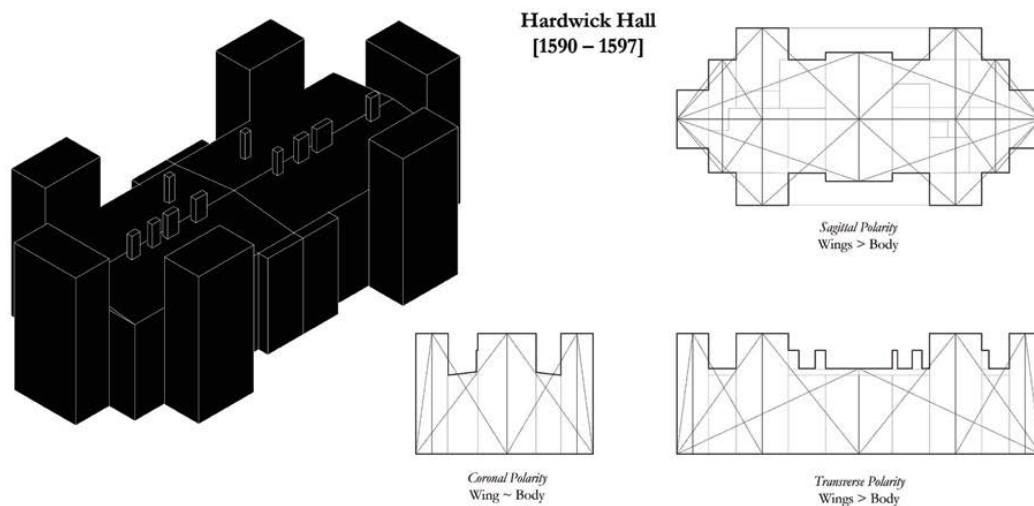 Hardwick Hall
[1590 – 1597]
Sagittal Polarity
Wings > Body
Coronal Polarity
Wing ~ Body
Transverse Polarity
Wings > Body